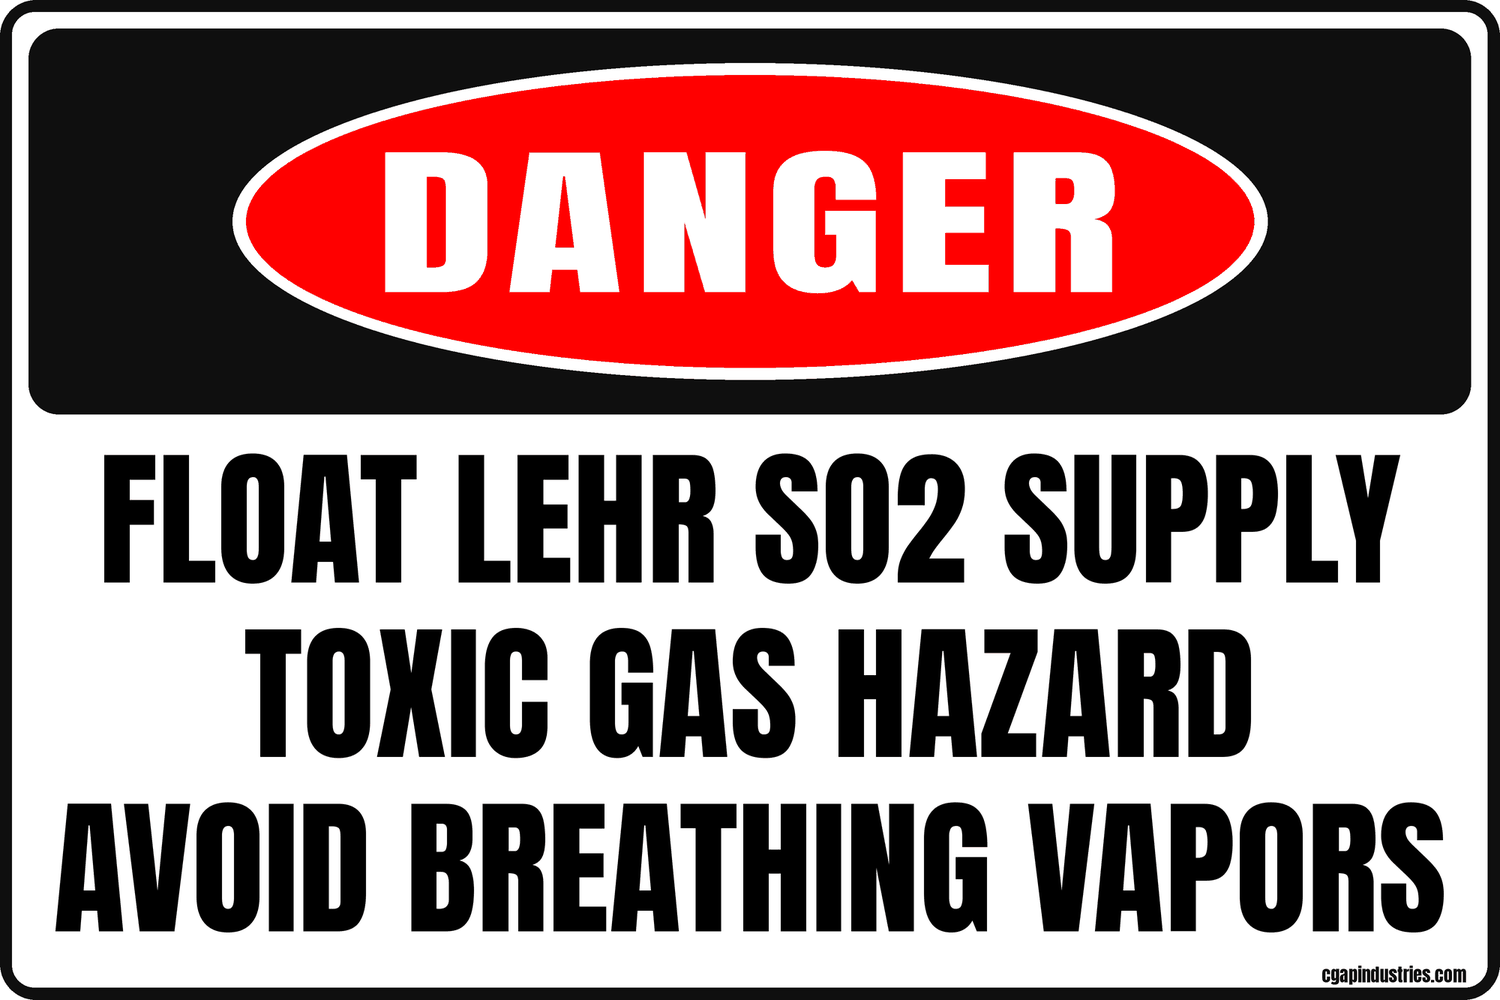 DANGER
FLOAT LEHR SO2 SUPPLY
TOXIC GAS HAZARD
AVOID BREATHING VAPORS
cgapindustries.com